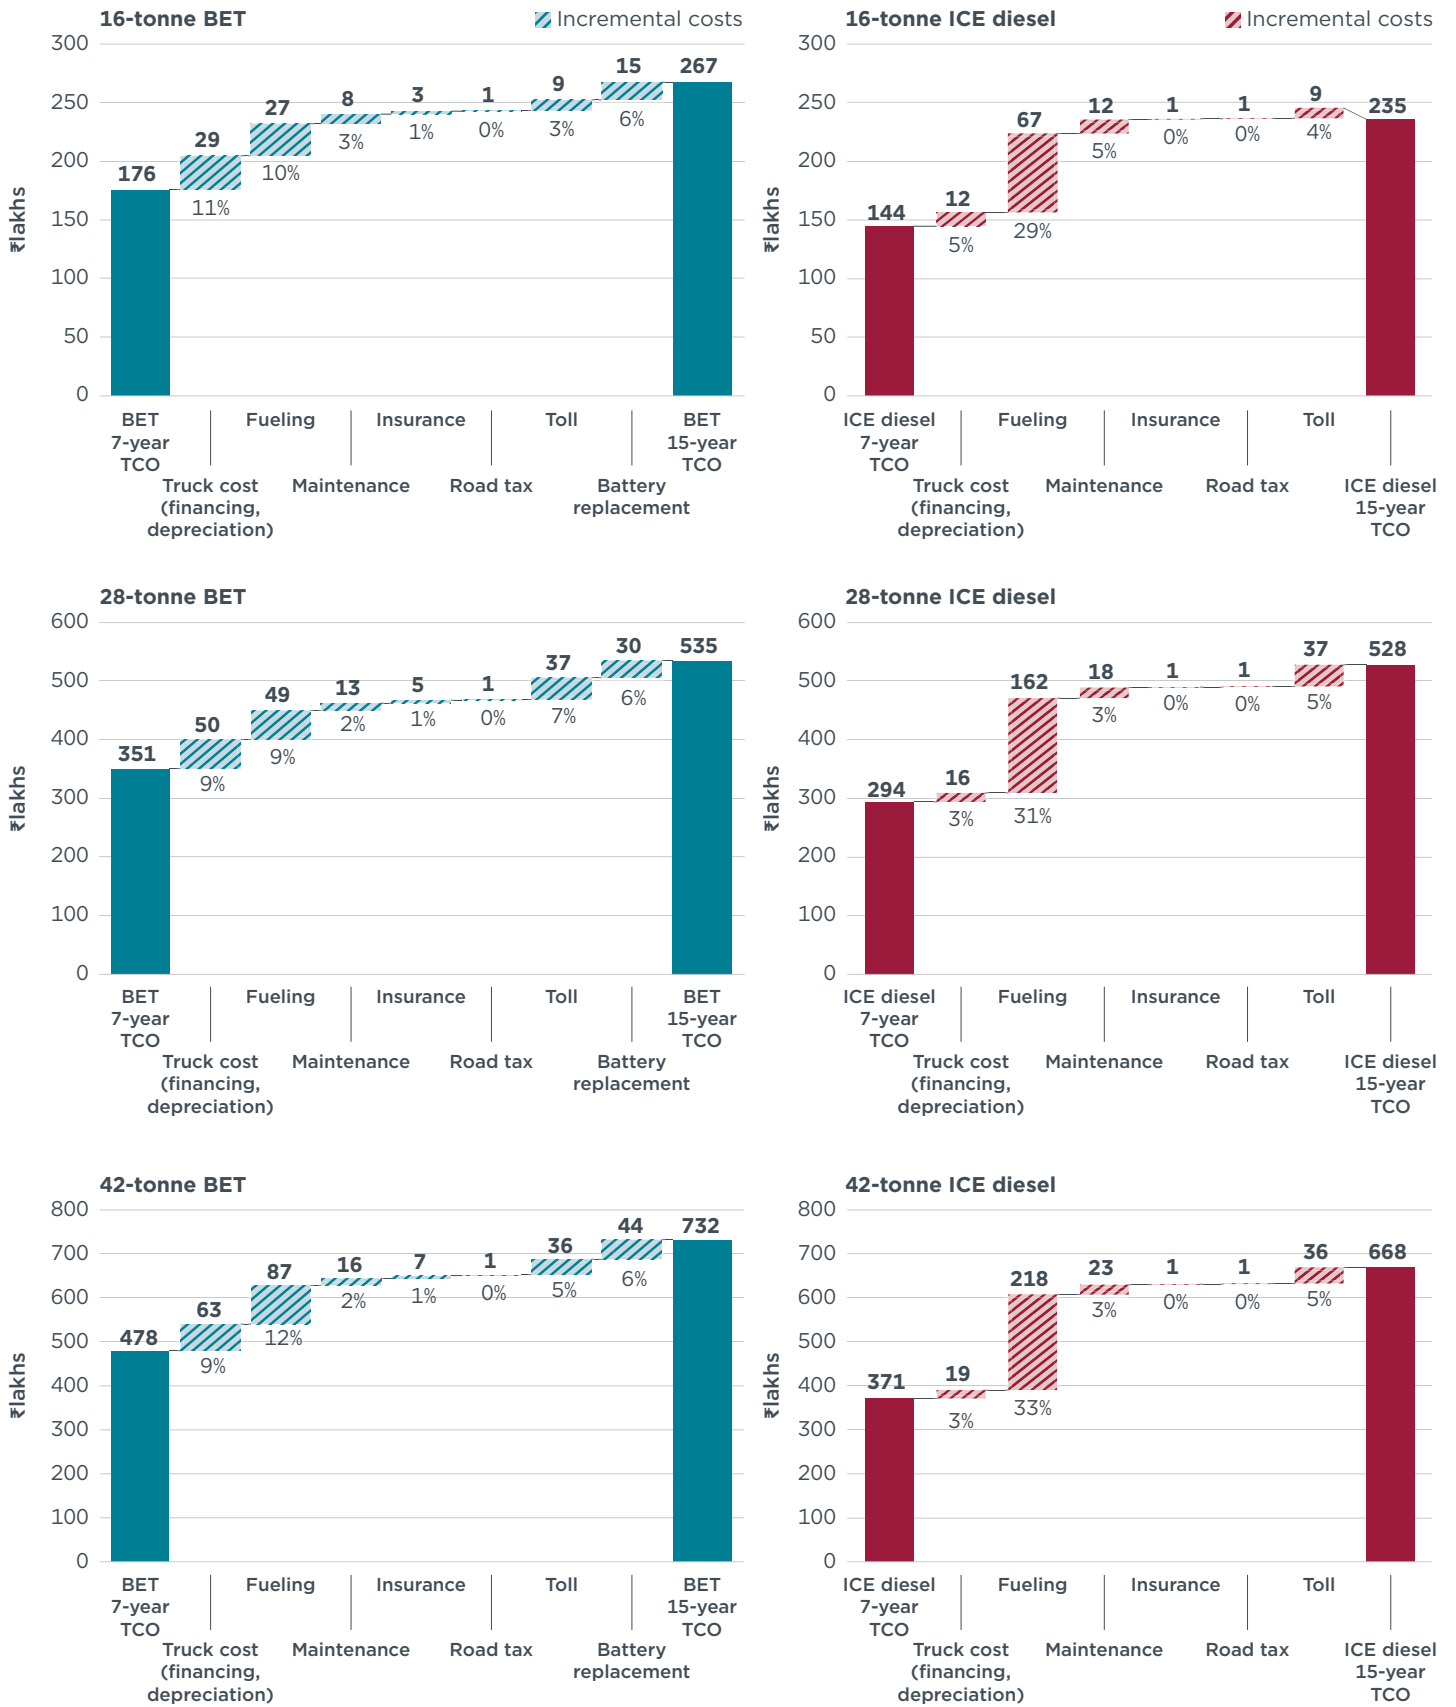 16-tonne BET
Incremental costs
₹lakhs
300
250
200
150
100
50
0
176
29
11%
27
10%
8
3%
3
1%
1
0%
9
3%
15
6%
267
BET
7-year
TCO
Truck cost
(financing,
depreciation)
Fueling
Maintenance
Insurance
Road tax
Toll
Battery
replacement
BET
15-year
TCO
16-tonne ICE diesel
Incremental costs
₹lakhs
300
250
200
150
100
50
0
144
12
5%
67
29%
12
5%
1
0%
1
0%
9
4%
235
ICE diesel
7-year
TCO
Truck cost
(financing,
depreciation)
Fueling
Maintenance
Insurance
Road tax
Toll
ICE diesel
15-year
TCO
28-tonne BET
₹lakhs
600
500
400
300
200
100
0
351
50
9%
49
9%
13
2%
5
1%
1
0%
37
7%
30
6%
535
BET
7-year
TCO
Truck cost
(financing,
depreciation)
Fueling
Maintenance
Insurance
Road tax
Toll
Battery
replacement
BET
15-year
TCO
28-tonne ICE diesel
₹lakhs
600
500
400
300
200
100
0
294
16
3%
162
31%
18
3%
1
0%
1
0%
37
5%
528
ICE diesel
7-year
TCO
Truck cost
(financing,
depreciation)
Fueling
Maintenance
Insurance
Road tax
Toll
ICE diesel
15-year
TCO
42-tonne BET
₹lakhs
800
700
600
500
400
300
200
100
0
478
63
9%
87
12%
16
2%
7
1%
1
0%
36
5%
44
6%
732
BET
7-year
TCO
Truck cost
(financing,
depreciation)
Fueling
Maintenance
Insurance
Road tax
Toll
Battery
replacement
BET
15-year
TCO
42-tonne ICE diesel
₹lakhs
800
700
600
500
400
300
200
100
0
371
19
3%
218
33%
23
3%
1
0%
1
0%
36
5%
668
ICE diesel
7-year
TCO
Truck cost
(financing,
depreciation)
Fueling
Maintenance
Insurance
Road tax
Toll
ICE diesel
15-year
TCO